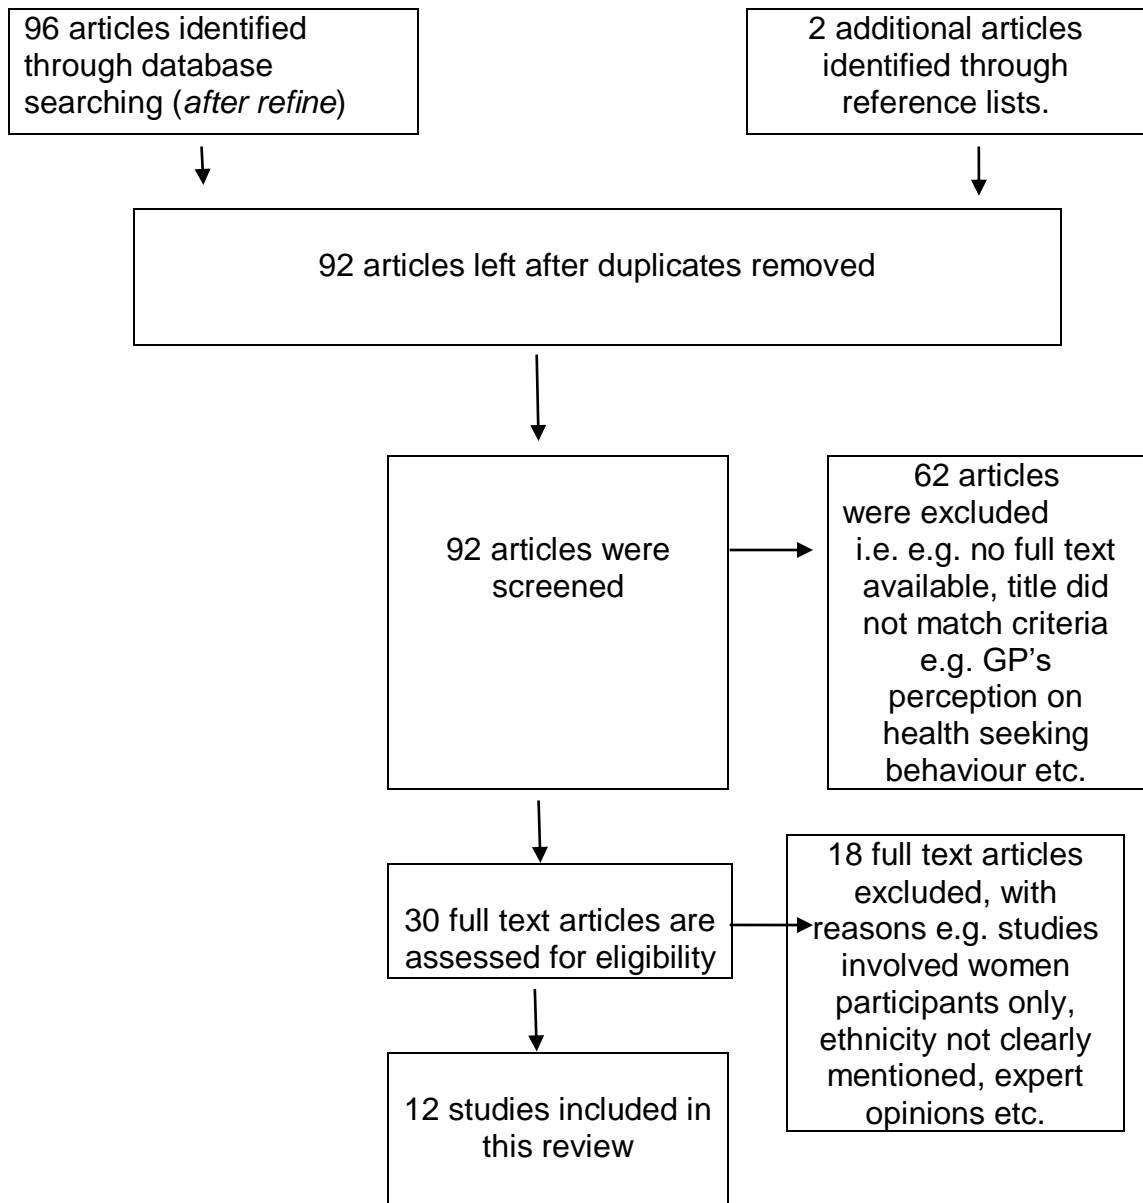 96 articles identified
through database
searching (after refine)
2 additional articles
identified through
reference lists.
92 articles left after duplicates removed
92 articles were
screened
62 articles
were excluded
i.e. e.g. no full text
available, title did
not match criteria
e.g. GP’s
perception on
health seeking
behaviour etc.
30 full text articles are
assessed for eligibility
18 full text articles
excluded, with
reasons e.g. studies
involved women
participants only,
ethnicity not clearly
mentioned, expert
opinions etc.
12 studies included in
this review